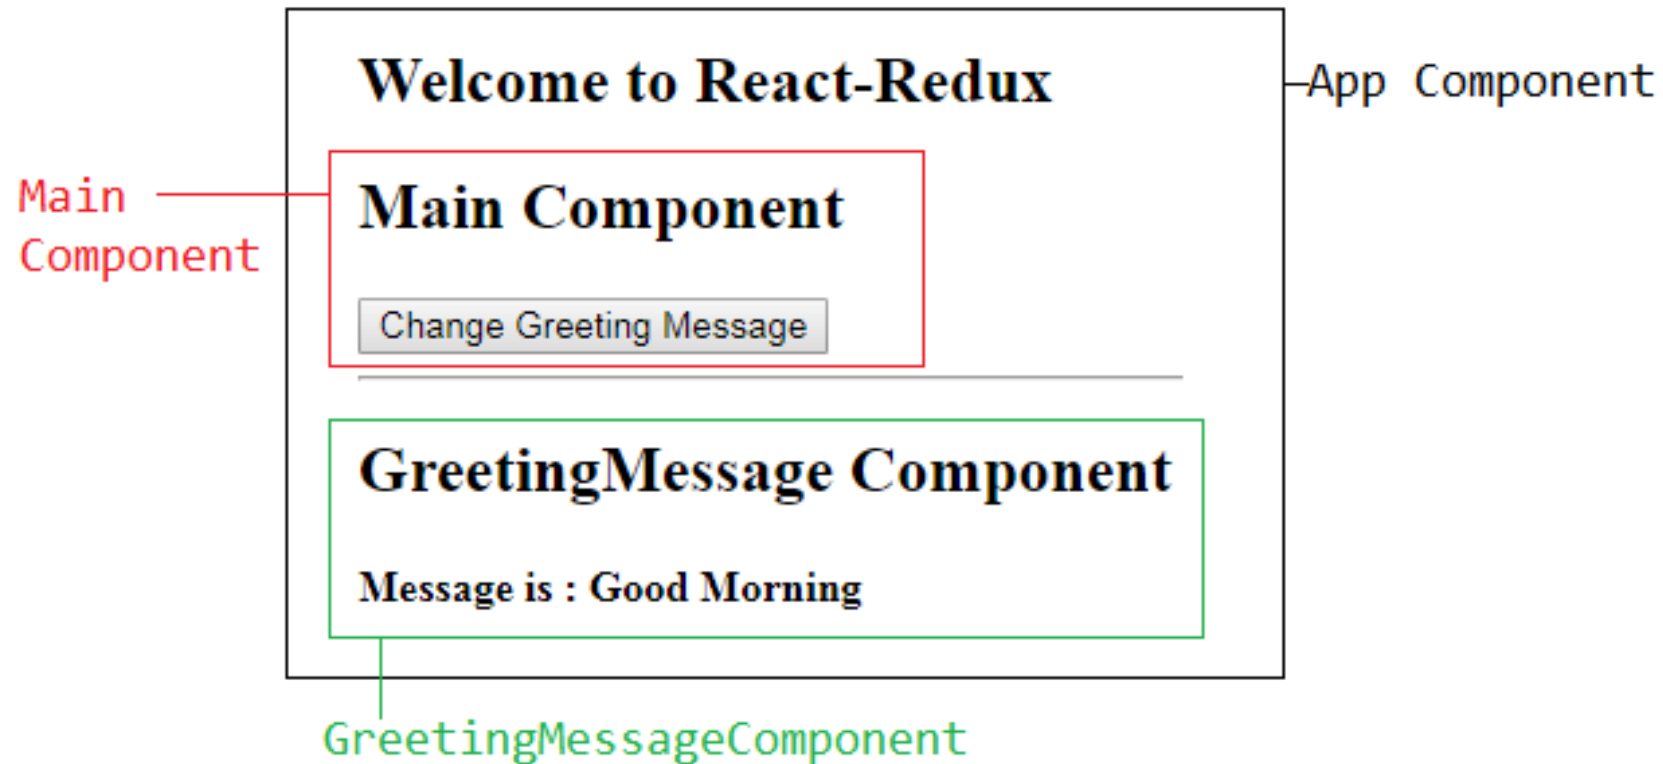 Welcome to React-Redux
App Component
Main
Component
Main Component
Change Greeting Message
GreetingMessage Component
Message is : Good Morning
GreetingMessageComponent